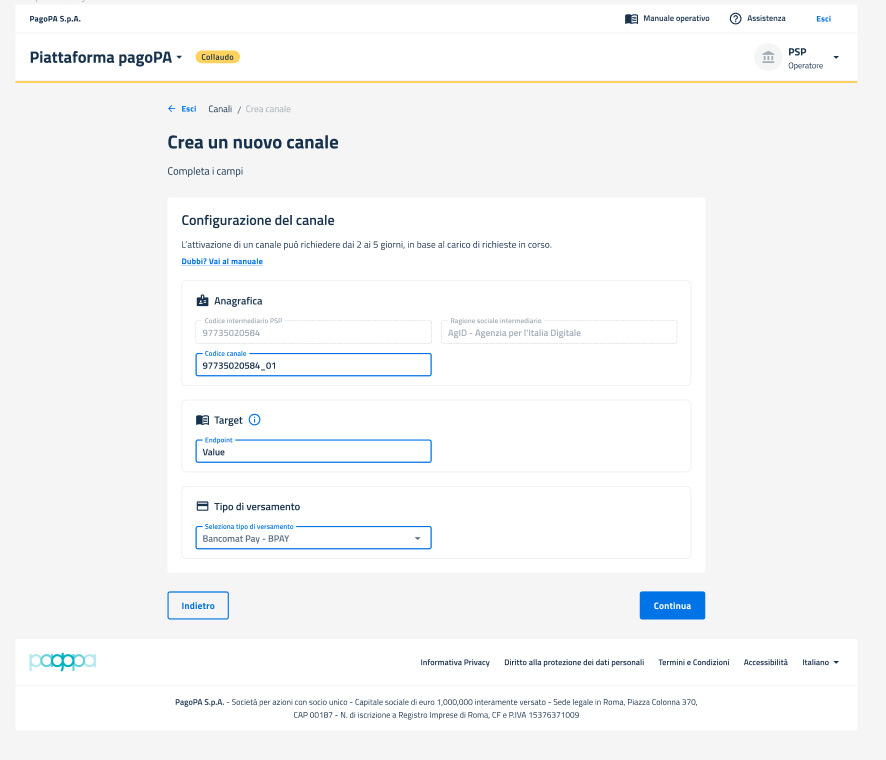 PagoPA S.p.A.
Manuale operativo
Assistenza
Esci
Piattaforma pagoPA
Collaudo
PSP
Operatore
Esci
Canali / Crea canale
Crea un nuovo canale
Completa i campi
Configurazione del canale
L'attivazione di un canale può richiedere dai 2 ai 5 giorni, in base al carico di richieste in corso.
Dubbi? Vai al manuale
Anagrafica
Codice intermediario PSP
97735020584
Ragione sociale intermediario
AgID - Agenzia per l'Italia Digitale
Codice canale
97735020584_01
Target
Endpoint
Value
Tipo di versamento
Seleziona tipo di versamento
Bancomat Pay - BPAY
Indietro
Continua
pagopa
Informativa Privacy
Diritto alla protezione dei dati personali
Termini e Condizioni
Accessibilità
Italiano
PagoPA S.p.A. - Società per azioni con socio unico - Capitale sociale di euro 1,000,000 interamente versato - Sede legale in Roma, Piazza Colonna 370,
CAP 00187 - N. di iscrizione a Registro Imprese di Roma, CF e P.IVA 15376371009